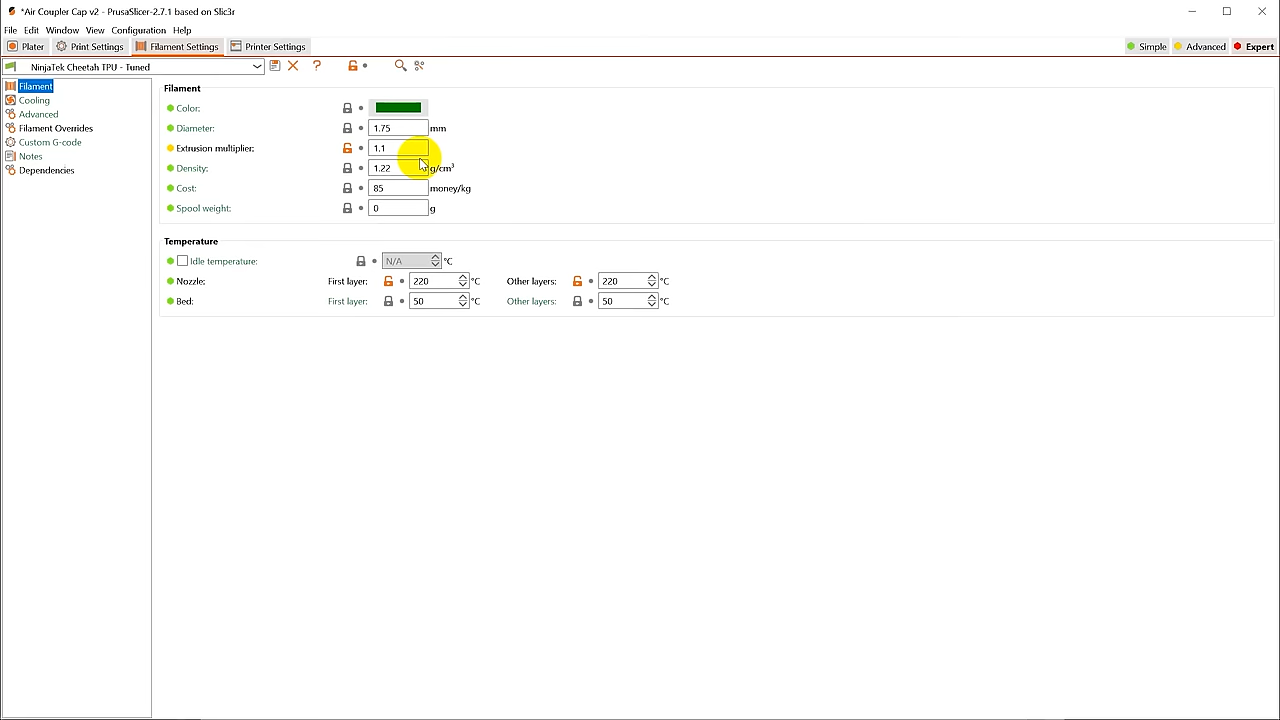 *Air Coupler Cap v2 - PrusaSlicer-2.7.1 based on Slic3r
File Edit Window View Configuration Help
Plater Print Settings Filament Settings Printer Settings Simple Advanced Expert
NinjaTek Cheetah TPU - Tuned ?
Filament
Cooling
Advanced
Filament Overrides
Custom G-code
Notes
Dependencies
Filament
Color:
Diameter: 1.75 mm
Extrusion multiplier: 1.1
Density: 1.22 g/cm³
Cost: 85 money/kg
Spool weight: 0 g
Temperature
Idle temperature: N/A °C
Nozzle: First layer: 220 °C Other layers: 220 °C
Bed: First layer: 50 °C Other layers: 50 °C